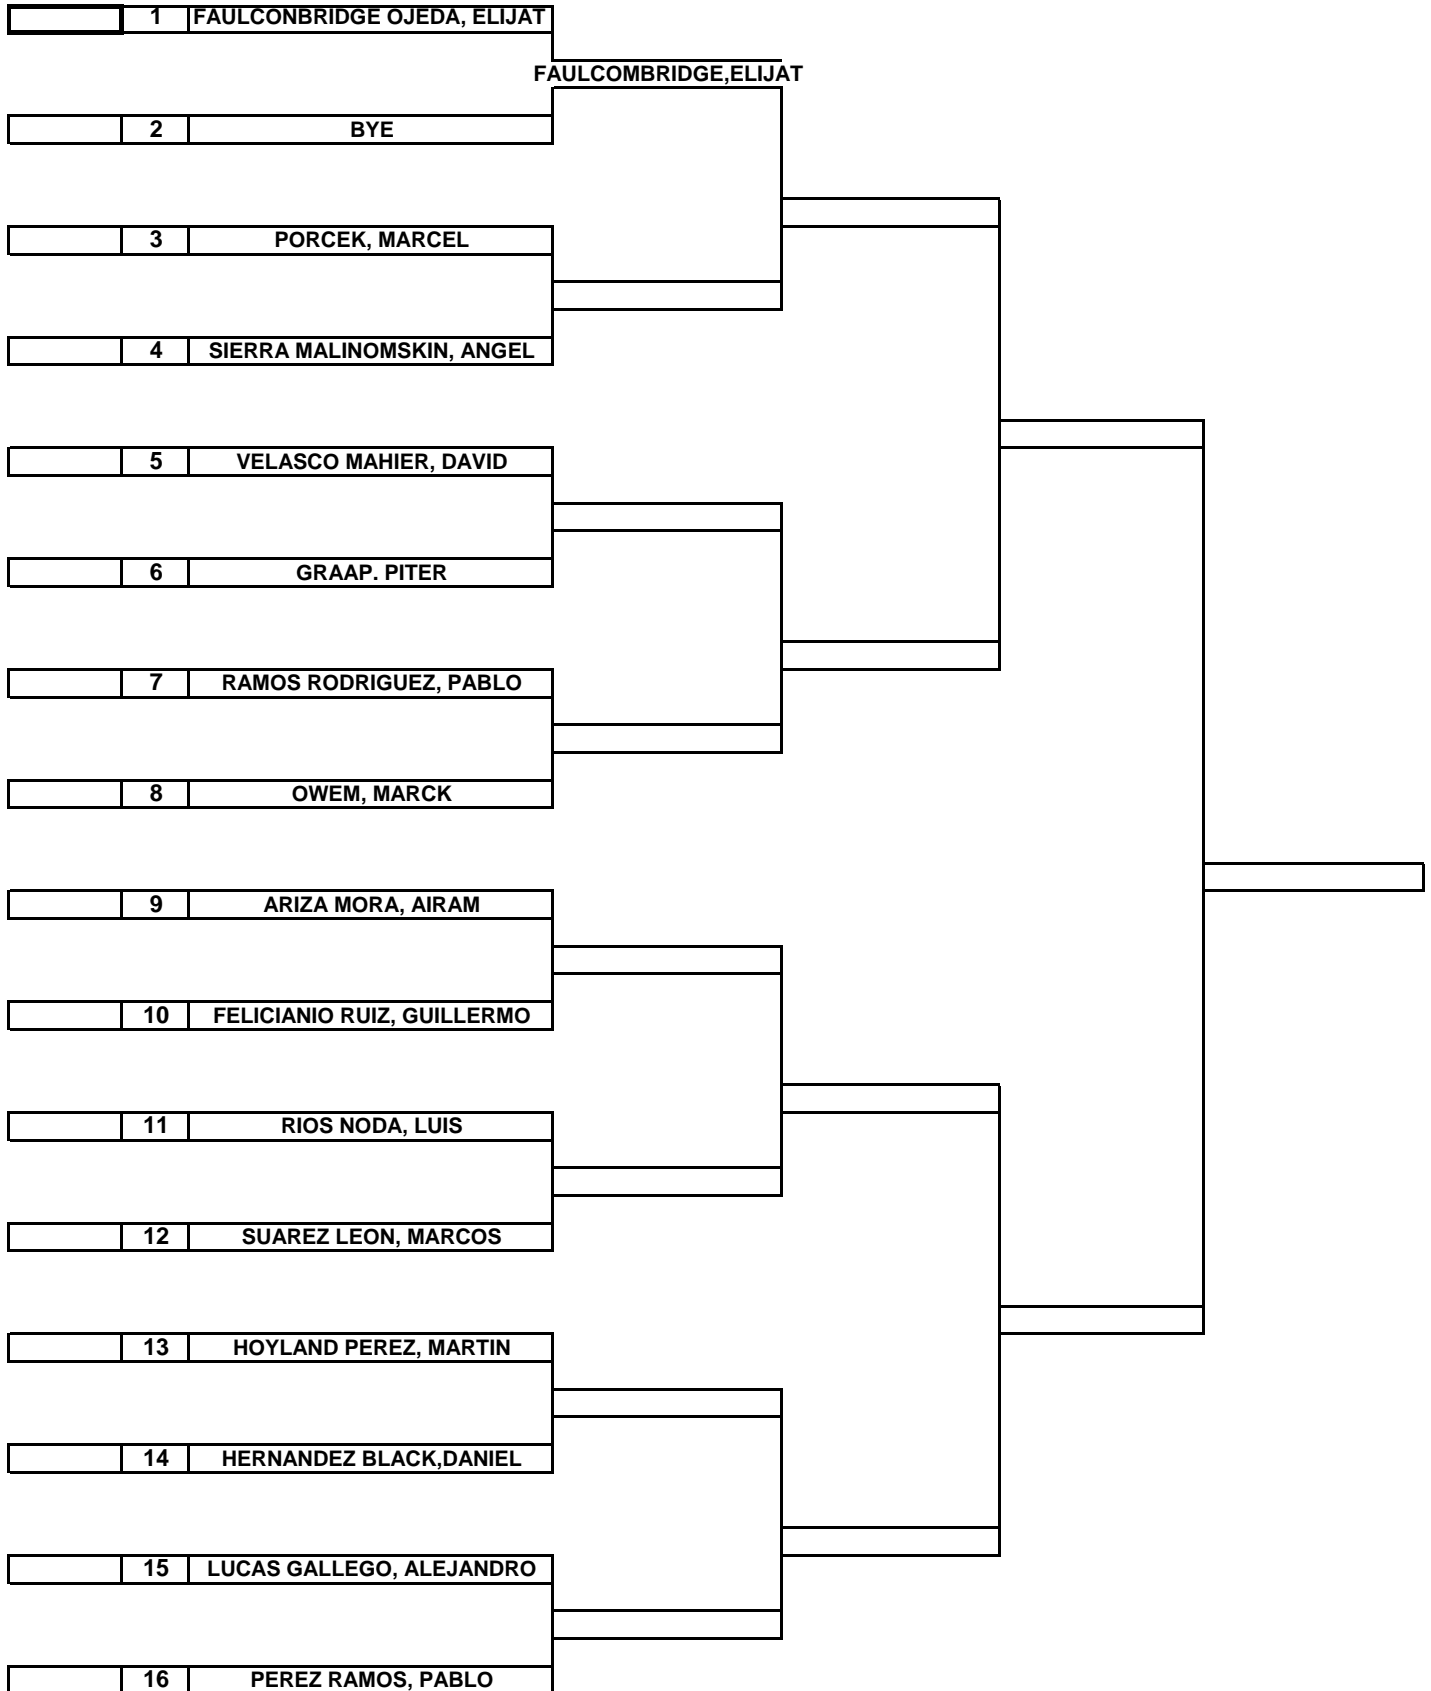 1 FAULCONBRIDGE OJEDA, ELIJAT
FAULCOMBRIDGE,ELIJAT
2 BYE
3 PORCEK, MARCEL
4 SIERRA MALINOMSKIN, ANGEL
5 VELASCO MAHIER, DAVID
6 GRAAP. PITER
7 RAMOS RODRIGUEZ, PABLO
8 OWEM, MARCK
9 ARIZA MORA, AIRAM
10 FELICIANIO RUIZ, GUILLERMO
11 RIOS NODA, LUIS
12 SUAREZ LEON, MARCOS
13 HOYLAND PEREZ, MARTIN
14 HERNANDEZ BLACK,DANIEL
15 LUCAS GALLEGO, ALEJANDRO
16 PEREZ RAMOS, PABLO